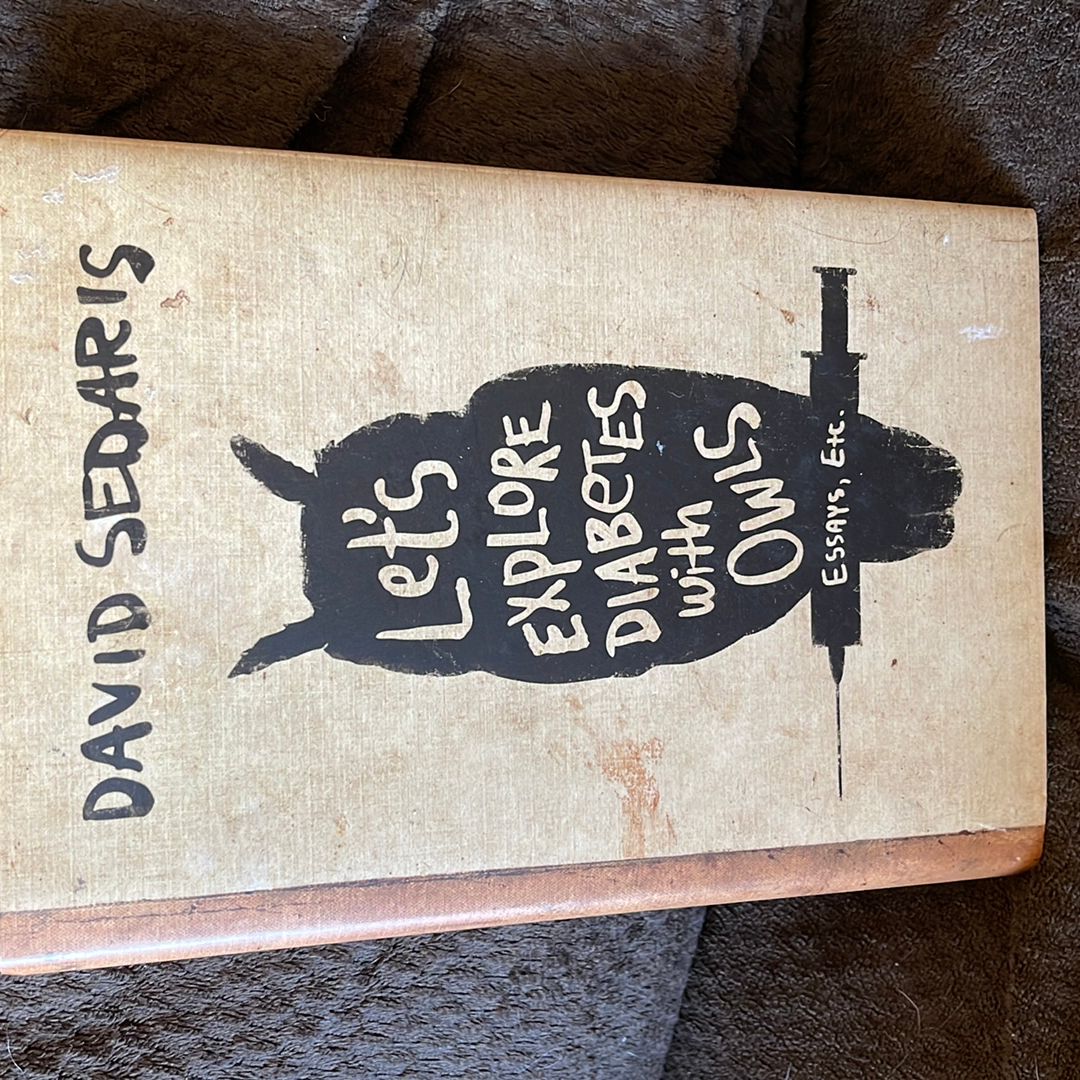 DAVID SEDARIS
Let's
EXPLORE
DIABETES
with
OWLS
ESSAYS, ETC.